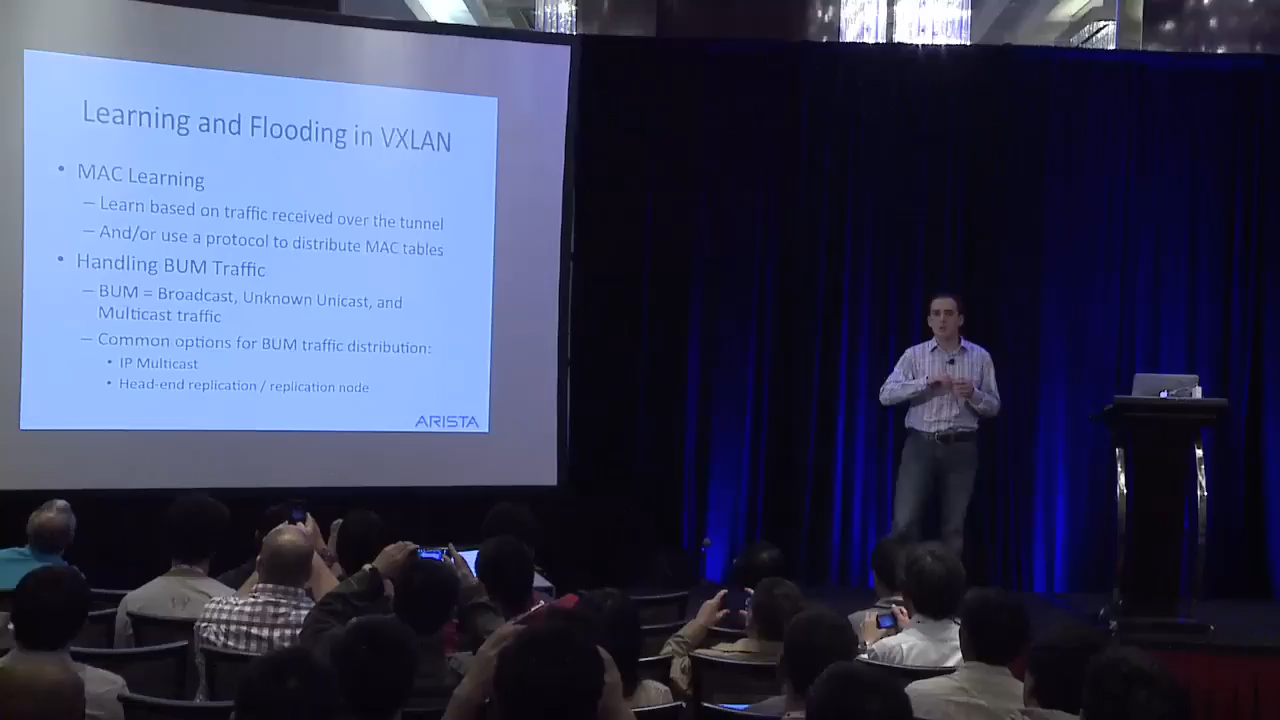 Learning and Flooding in VXLAN
• MAC Learning
– Learn based on traffic received over the tunnel
– And/or use a protocol to distribute MAC tables
• Handling BUM Traffic
– BUM = Broadcast, Unknown Unicast, and
Multicast traffic
– Common options for BUM traffic distribution:
• IP Multicast
• Head-end replication / replication node
ARISTA